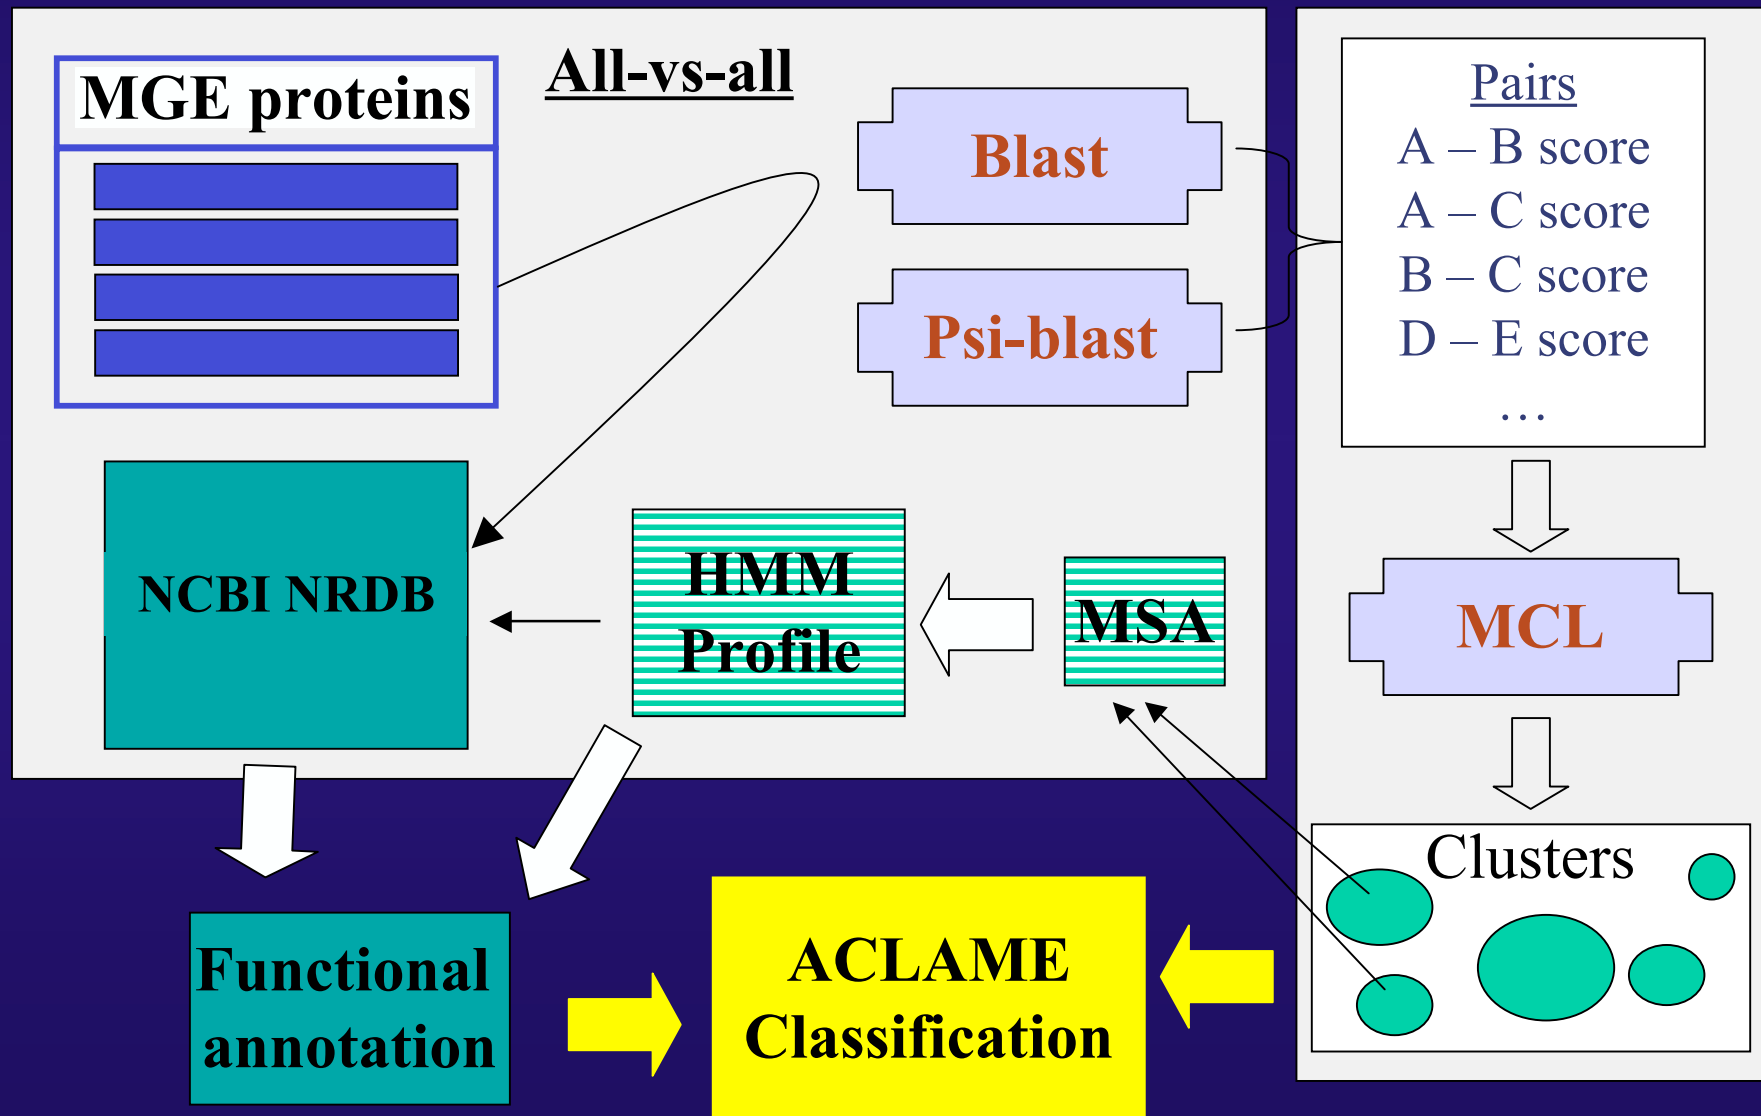 MGE proteins
All-vs-all
Blast
Psi-blast
Pairs
A – B score
A – C score
B – C score
D – E score
…
NCBI NRDB
HMM
Profile
MSA
MCL
Clusters
Functional
annotation
ACLAME
Classification